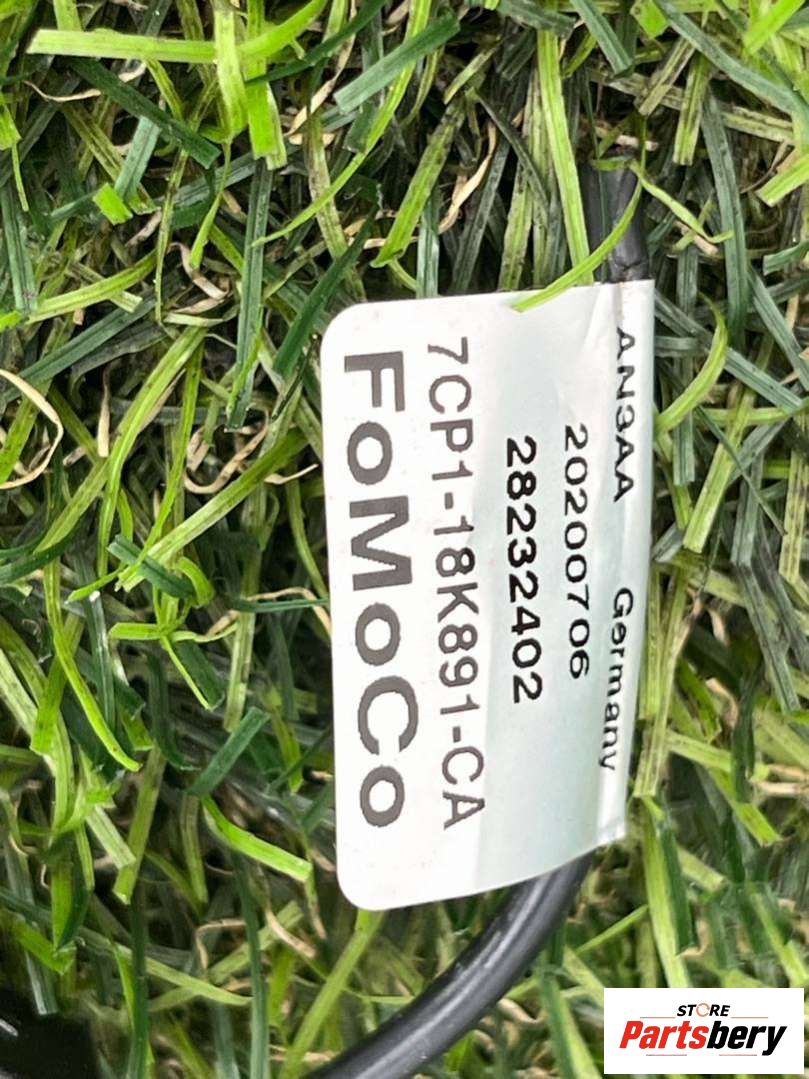 AN3AA Germany
20200706
28232402
7CP1-18K891-CA
FoMoCo
STORE
Partsbery